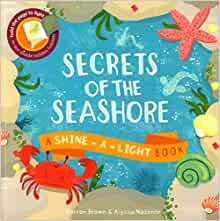 SECRETS
OF THE
SEASHORE
A SHINE-A-LIGHT BOOK
Carron Brown & Alyssa Nassner